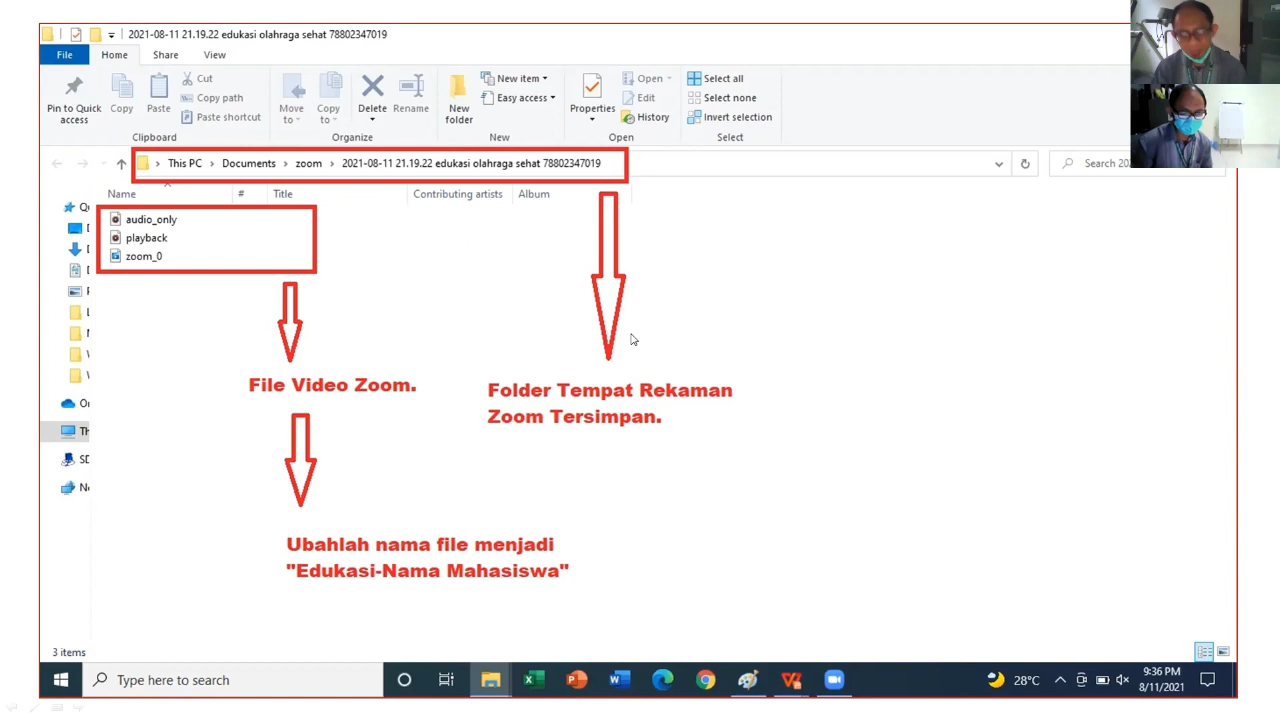 2021-08-11 21.19.22 edukasi olahraga sehat 78802347019
File Home Share View
Pin to Quick access
Copy
Paste
Cut
Copy path
Paste shortcut
Move to
Copy to
Delete
Rename
New folder
New item
Easy access
Properties
Open
Edit
History
Select all
Select none
Invert selection
Clipboard Organize New Open Select
This PC > Documents > zoom > 2021-08-11 21.19.22 edukasi olahraga sehat 78802347019
Search 20
Name # Title Contributing artists Album
audio_only
playback
zoom_0
File Video Zoom.
Folder Tempat Rekaman
Zoom Tersimpan.
Ubahlah nama file menjadi
"Edukasi-Nama Mahasiswa"
3 items
Type here to search
28°C
9:36 PM
8/11/2021